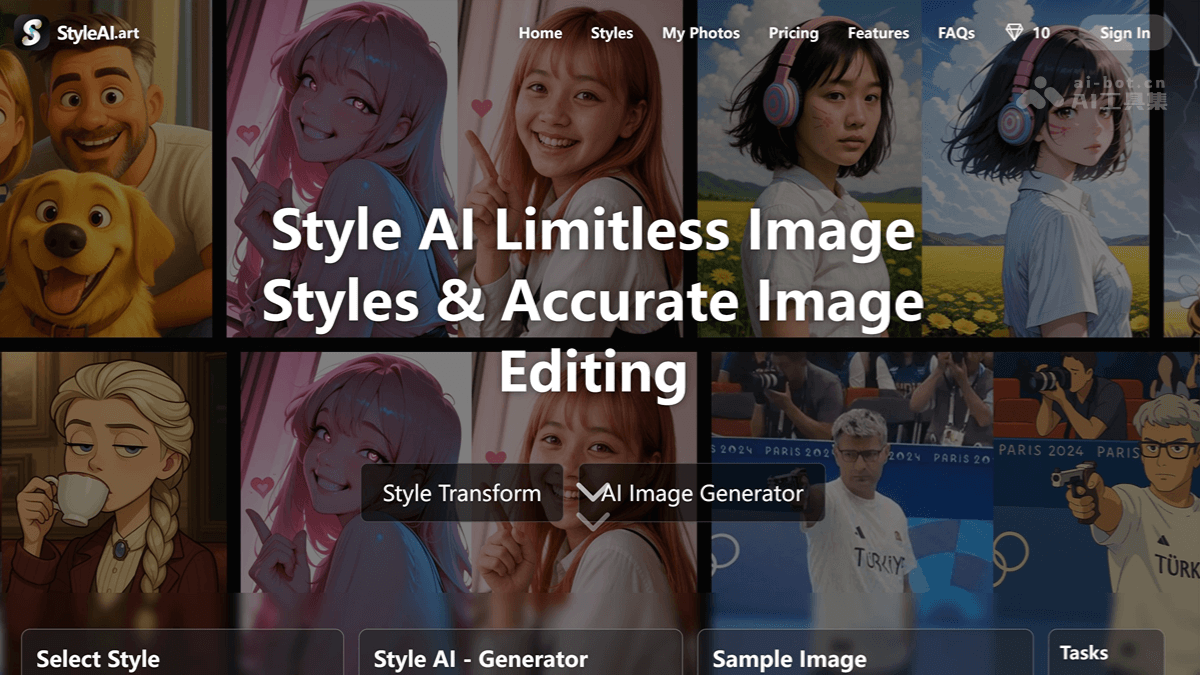 StyleAI.art
Home Styles My Photos Pricing Features FAQs 10 Sign In
ai-bot.cn
AI工具集
Style AI Limitless Image
Styles & Accurate Image
Editing
2024 PARIS 2024 2024 PARIS 20
PARIS 2024 PARIS
Style Transform AI Image Generator
TÜRKİYE
TÜRK
Select Style Style AI - Generator Sample Image Tasks